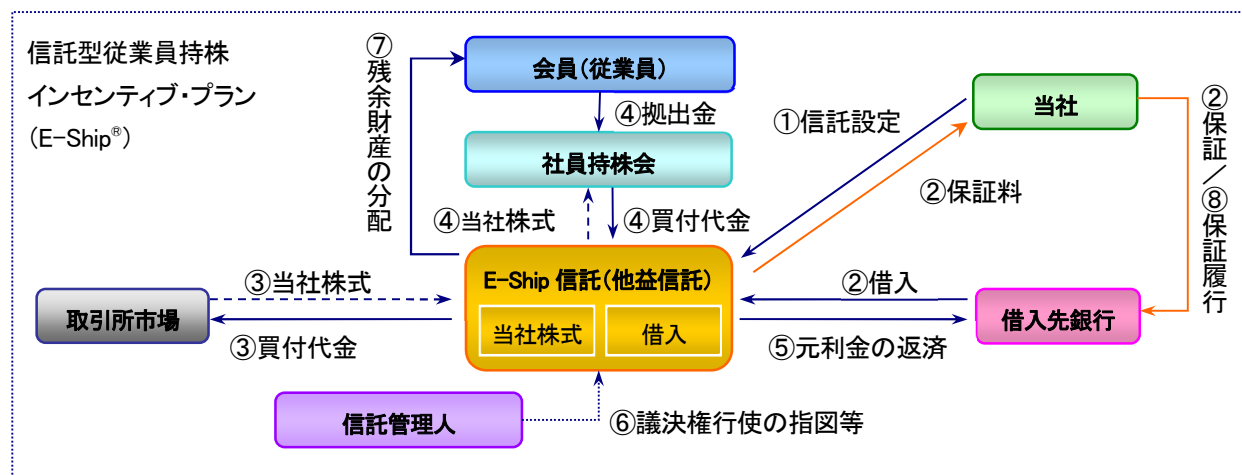 信託型従業員持株
インセンティブ・プラン
(E-Ship®)
⑦残余財産の分配
会員(従業員)
④拠出金
社員持株会
④当社株式
④買付代金
①信託設定
当社
②保証料
②保証/⑧保証履行
E-Ship 信託(他益信託)
当社株式
借入
③当社株式
取引所市場
③買付代金
②借入
借入先銀行
⑤元利金の返済
信託管理人
⑥議決権行使の指図等